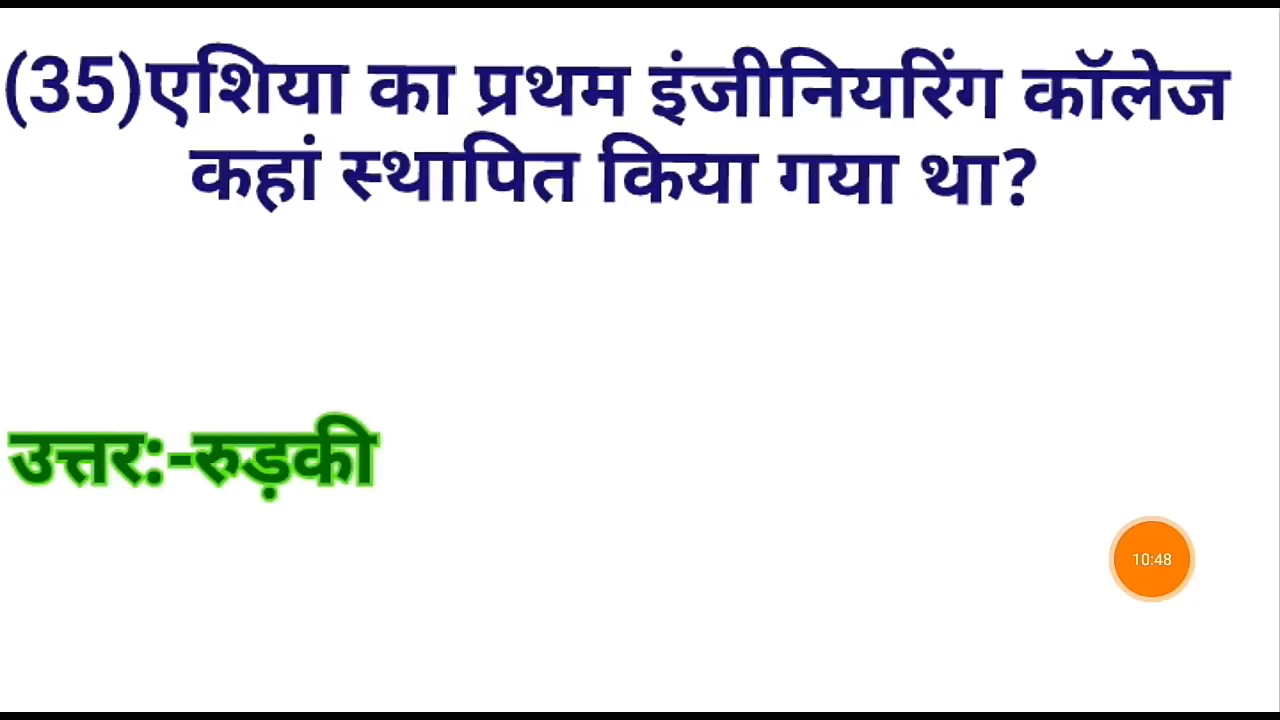 (35)एशिया का प्रथम इंजीनियरिंग कॉलेज
कहां स्थापित किया गया था?
उत्तर:-रुड़की
10:48